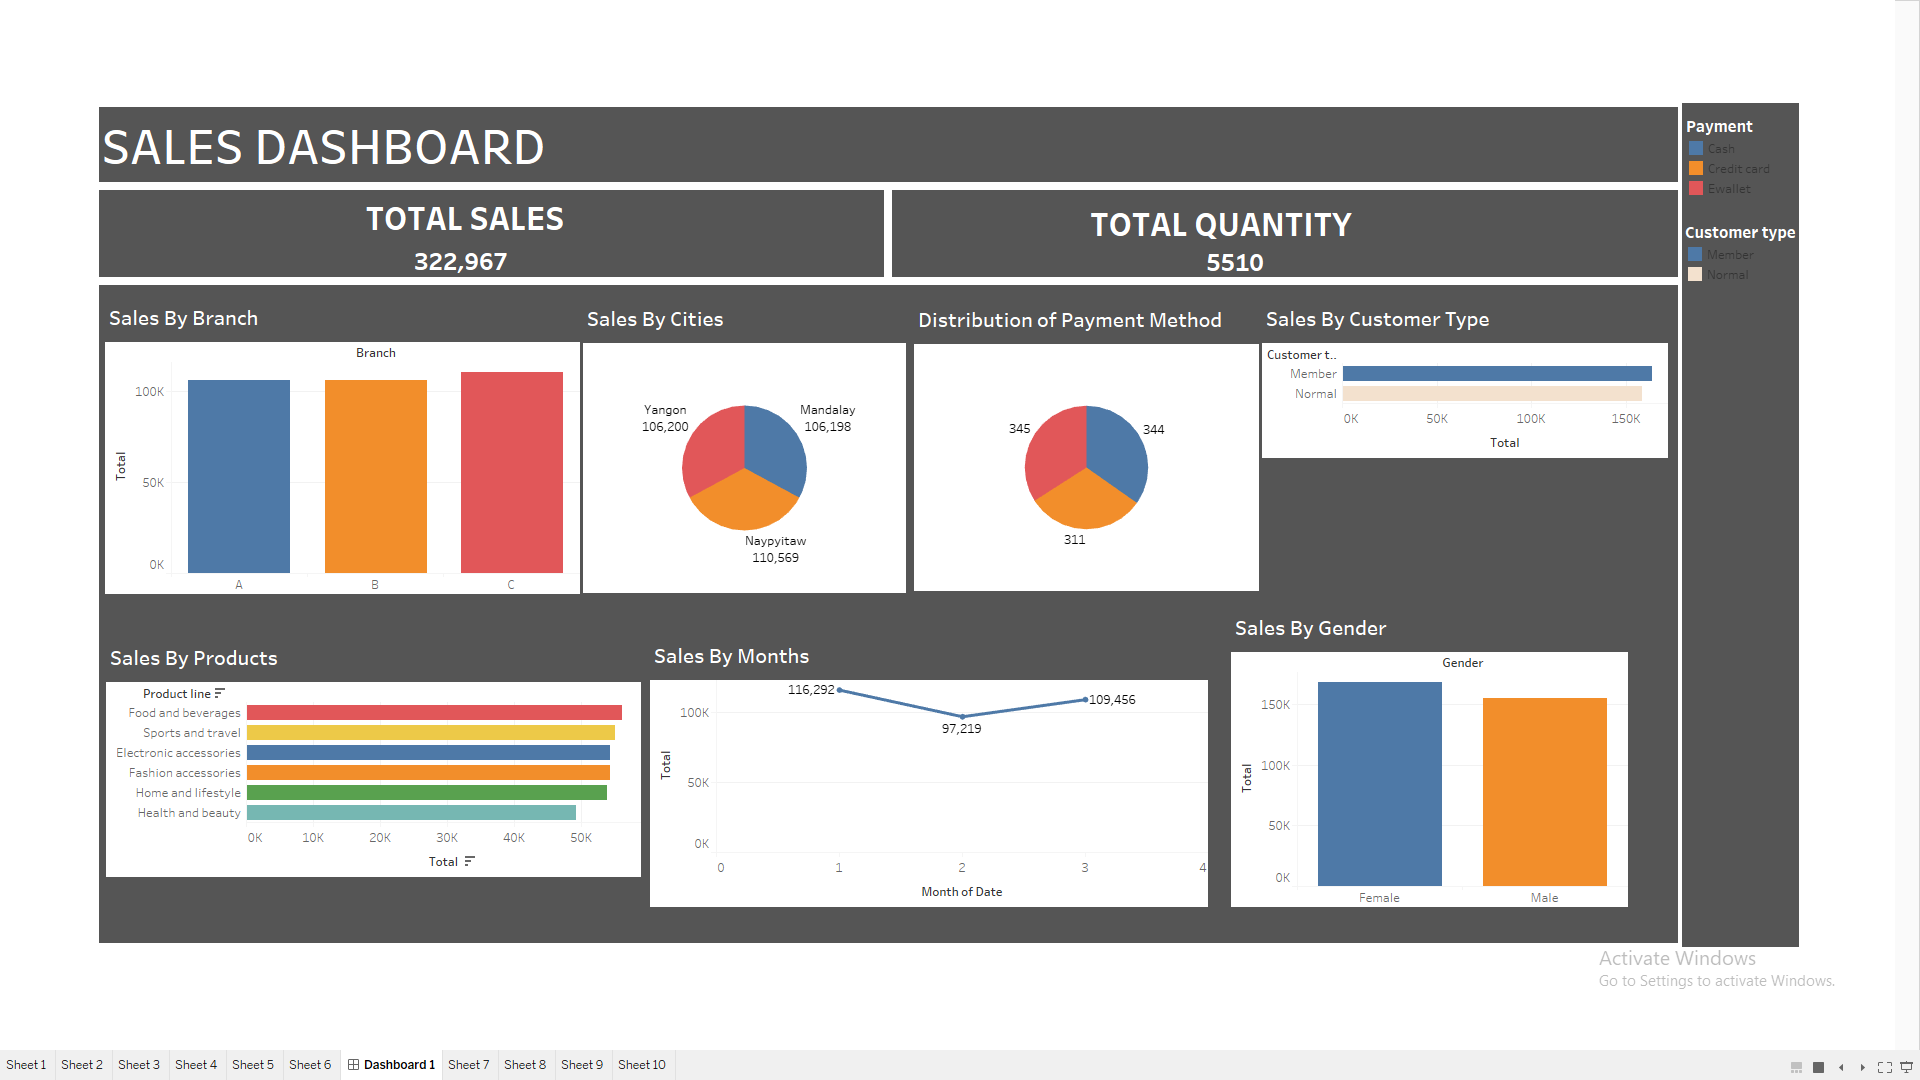 SALES DASHBOARD
TOTAL SALES
322,967
TOTAL QUANTITY
5510
Payment
Cash
Credit card
Ewallet
Customer type
Member
Normal
Sales By Branch
Branch
Total
100K
50K
0K
A B C
Sales By Cities
Yangon
106,200
Mandalay
106,198
Naypyitaw
110,569
Distribution of Payment Method
345
344
311
Sales By Customer Type
Customer t..
Member
Normal
0K 50K 100K 150K
Total
Sales By Products
Product line
Food and beverages
Sports and travel
Electronic accessories
Fashion accessories
Home and lifestyle
Health and beauty
0K 10K 20K 30K 40K 50K
Total
Sales By Months
116,292
97,219
109,456
Total
100K
50K
0K
0 1 2 3 4
Month of Date
Sales By Gender
Gender
Total
150K
100K
50K
0K
Female Male
Activate Windows
Go to Settings to activate Windows.
Sheet 1 Sheet 2 Sheet 3 Sheet 4 Sheet 5 Sheet 6 Dashboard 1 Sheet 7 Sheet 8 Sheet 9 Sheet 10